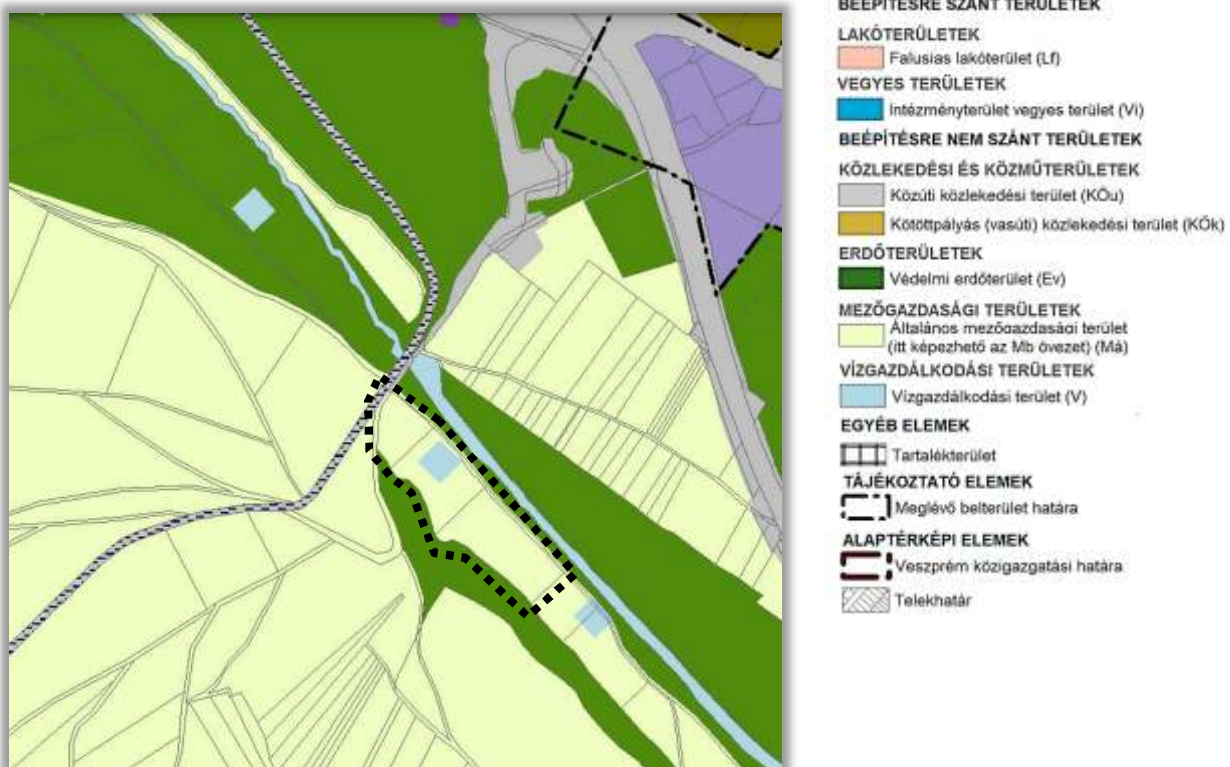 BEÉPÍTÉSRE SZÁNT TERÜLETEK
LAKÓTERÜLETEK
Falusias lakóterület (Lf)
VEGYES TERÜLETEK
Intézményterület vegyes terület (Vi)
BEÉPÍTÉSRE NEM SZÁNT TERÜLETEK
KÖZLEKEDÉSI ÉS KÖZMŰTERÜLETEK
Közúti közlekedési terület (KÖu)
Kötöttpályás (vasúti) közlekedési terület (KÖk)
ERDŐTERÜLETEK
Védelmi erdőterület (Ev)
MEZŐGAZDASÁGI TERÜLETEK
Általános mezőgazdasági terület
(itt képezhető az Mb övezet) (Má)
VÍZGAZDÁLKODÁSI TERÜLETEK
Vízgazdálkodási terület (V)
EGYÉB ELEMEK
Tartalékterület
TÁJÉKOZTATÓ ELEMEK
Meglévő belterület határa
ALAPTÉRKÉPI ELEMEK
Veszprém közigazgatási határa
Telekhatár